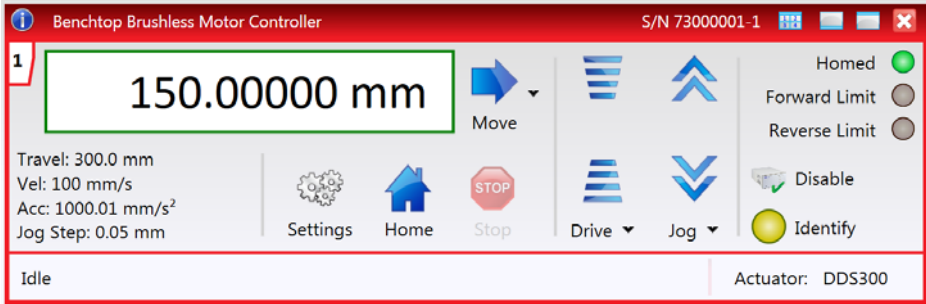 Benchtop Brushless Motor Controller S/N 73000001-1
1
150.00000 mm
Move
Homed
Forward Limit
Reverse Limit
Travel: 300.0 mm
Vel: 100 mm/s
Acc: 1000.01 mm/s²
Jog Step: 0.05 mm
Settings
Home
STOP
Stop
Drive
Jog
Disable
Identify
Idle
Actuator: DDS300